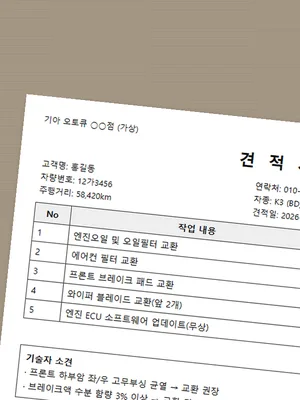 기아 오토큐 ○○점 (가상)
견 적
고객명: 홍길동
연락처: 010-
차량번호: 12가3456
차종: K3 (BD)
주행거리: 58,420km
견적일: 2026
No 작업 내용
1 엔진오일 및 오일필터 교환
2 에어컨 필터 교환
3 프론트 브레이크 패드 교환
4 와이퍼 블레이드 교환(앞 2개)
5 엔진 ECU 소프트웨어 업데이트(무상)
기술자 소견
· 프론트 하부암 좌/우 고무부싱 균열 → 교환 권장
· 브레이크액 수분 함량 3% 이상 → 교환